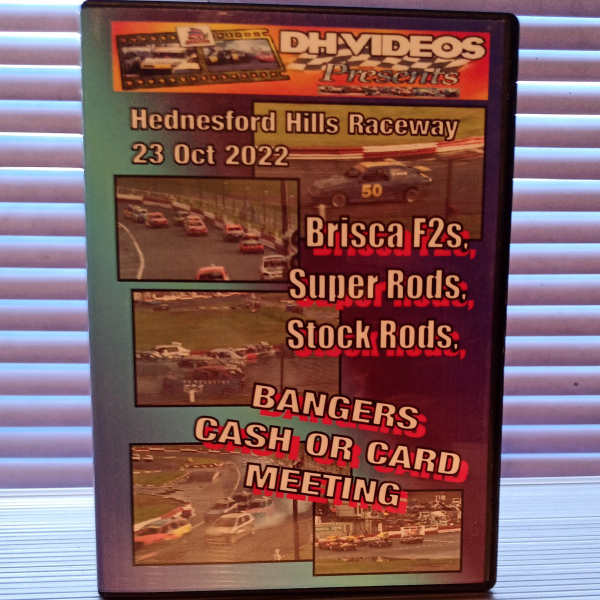 DH-VIDEOS
Presents
Hednesford Hills Raceway
23 Oct 2022
50
Brisca F2s,
Super Rods,
Stock Rods,
BANGERS
CASH OR CARD
MEETING